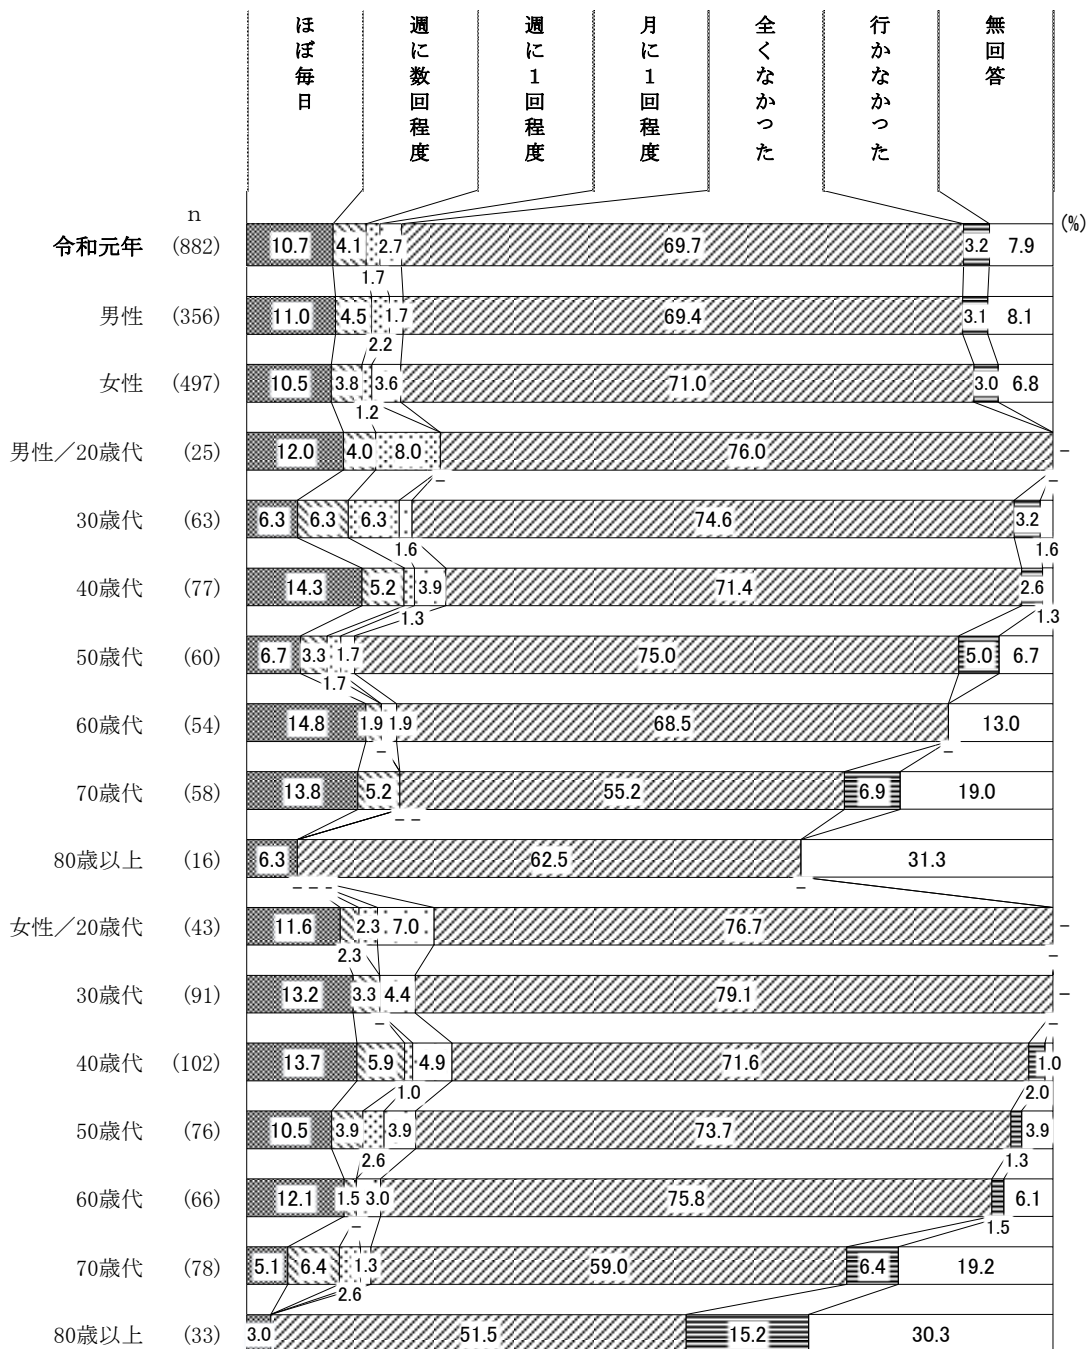 ほぼ毎日
週に数回程度
週に1回程度
月に1回程度
全くなかった
行かなかった
無回答
n
(%)
令和元年 (882) 10.7 4.1 2.7 69.7 3.2 7.9
1.7
男性 (356) 11.0 4.5 1.7 69.4 3.1 8.1
2.2
女性 (497) 10.5 3.8 3.6 71.0 3.0 6.8
1.2
男性／20歳代 (25) 12.0 4.0 8.0 76.0 -
- -
30歳代 (63) 6.3 6.3 6.3 74.6 3.2
1.6 1.6
40歳代 (77) 14.3 5.2 3.9 71.4 2.6
1.3 1.3
50歳代 (60) 6.7 3.3 1.7 75.0 5.0 6.7
1.7
60歳代 (54) 14.8 1.9 1.9 68.5 13.0
- -
70歳代 (58) 13.8 5.2 55.2 6.9 19.0
- -
80歳以上 (16) 6.3 62.5 31.3
- - - -
女性／20歳代 (43) 11.6 2.3 7.0 76.7 -
2.3 -
30歳代 (91) 13.2 3.3 4.4 79.1 -
- -
40歳代 (102) 13.7 5.9 4.9 71.6 1.0
1.0 2.0
50歳代 (76) 10.5 3.9 3.9 73.7 3.9
2.6 1.3
60歳代 (66) 12.1 1.5 3.0 75.8 6.1
- 1.5
70歳代 (78) 5.1 6.4 1.3 59.0 6.4 19.2
2.6
80歳以上 (33) 3.0 51.5 15.2 30.3